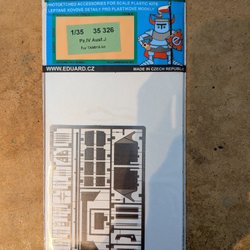 PHOTOETCHED ACCESSORIES FOR SCALE PLASTIC KITS
LEPTANÉ KOVOVÉ DETAILY PRO PLASTIKOVÉ MODELY
1/35 35 326
Pz.IV Ausf.J
For TAMIYA kit
WWW.EDUARD.CZ
MADE IN CZECH REPUBLIC